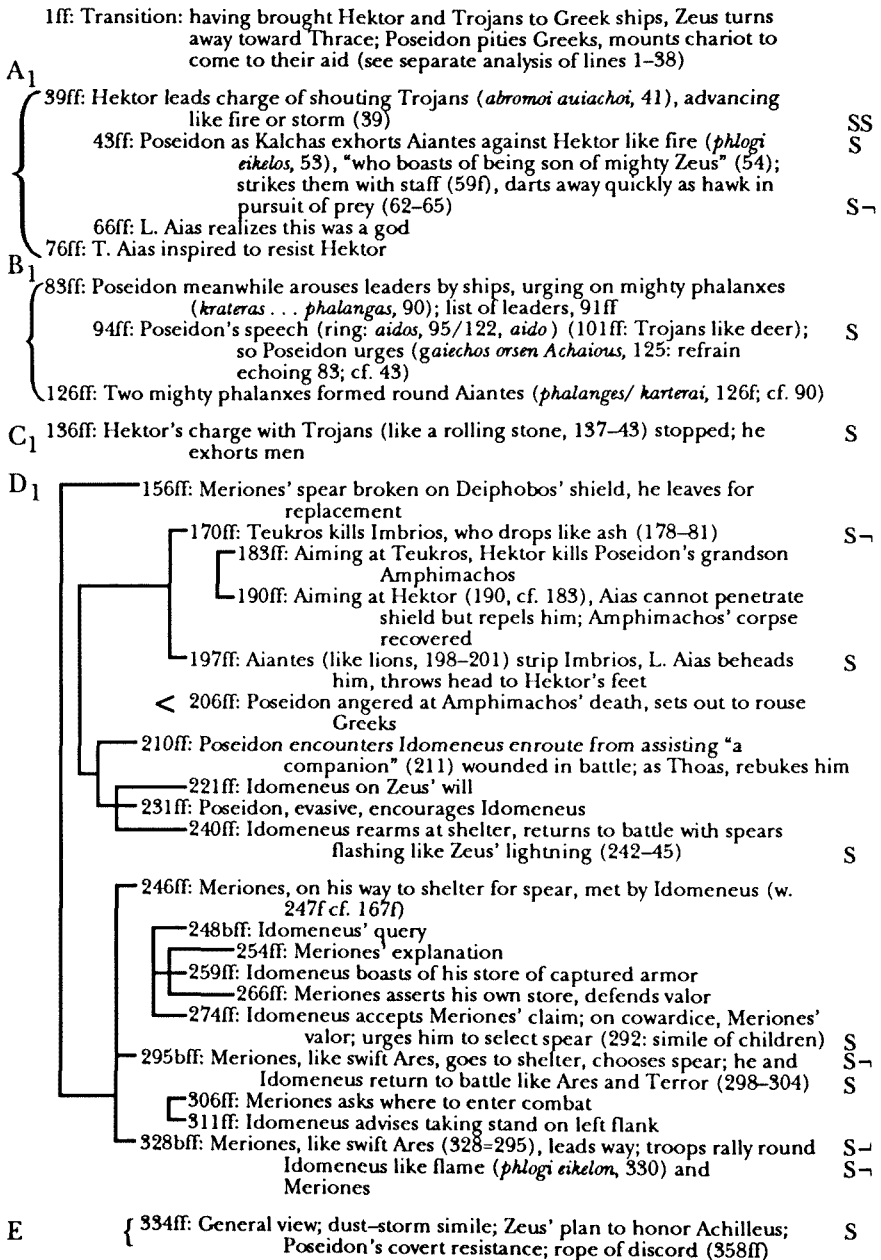 1ff: Transition: having brought Hektor and Trojans to Greek ships, Zeus turns
away toward Thrace; Poseidon pities Greeks, mounts chariot to
come to their aid (see separate analysis of lines 1–38)
A1
39ff: Hektor leads charge of shouting Trojans (abromoi auiachoi, 41), advancing
like fire or storm (39) SS
43ff: Poseidon as Kalchas exhorts Aiantes against Hektor like fire (phlogi S
eikelos, 53), “who boasts of being son of mighty Zeus” (54);
strikes them with staff (59f), darts away quickly as hawk in
pursuit of prey (62–65) S¬
66ff: L. Aias realizes this was a god
76ff: T. Aias inspired to resist Hektor
B1
83ff: Poseidon meanwhile arouses leaders by ships, urging on mighty phalanxes
(krateras . . . phalangas, 90); list of leaders, 91ff
94ff: Poseidon’s speech (ring: aidos, 95/122, aido) (101ff: Trojans like deer); S
so Poseidon urges (gaiechos orsen Achaious, 125: refrain
echoing 83; cf. 43)
126ff: Two mighty phalanxes formed round Aiantes (phalanges/ karterai, 126f; cf. 90)
C1 136ff: Hektor’s charge with Trojans (like a rolling stone, 137–43) stopped; he S
exhorts men
D1 156ff: Meriones’ spear broken on Deiphobos’ shield, he leaves for
replacement
170ff: Teukros kills Imbrios, who drops like ash (178–81) S¬
183ff: Aiming at Teukros, Hektor kills Poseidon’s grandson
Amphimachos
190ff: Aiming at Hektor (190, cf. 183), Aias cannot penetrate
shield but repels him; Amphimachos’ corpse
recovered
197ff: Aiantes (like lions, 198–201) strip Imbrios, L. Aias beheads S
him, throws head to Hektor’s feet
< 206ff: Poseidon angered at Amphimachos’ death, sets out to rouse
Greeks
210ff: Poseidon encounters Idomeneus enroute from assisting “a
companion” (211) wounded in battle; as Thoas, rebukes him
221ff: Idomeneus on Zeus’ will
231ff: Poseidon, evasive, encourages Idomeneus
240ff: Idomeneus rearms at shelter, returns to battle with spears
flashing like Zeus’ lightning (242–45) S
246ff: Meriones, on his way to shelter for spear, met by Idomeneus (w.
247f cf. 167f)
248bff: Idomeneus’ query
254ff: Meriones’ explanation
259ff: Idomeneus boasts of his store of captured armor
266ff: Meriones asserts his own store, defends valor
274ff: Idomeneus accepts Meriones’ claim; on cowardice, Meriones’
valor; urges him to select spear (292: simile of children) S
295bff: Meriones, like swift Ares, goes to shelter, chooses spear; he and S¬
Idomeneus return to battle like Ares and Terror (298–304) S
306ff: Meriones asks where to enter combat
311ff: Idomeneus advises taking stand on left flank
328bff: Meriones, like swift Ares (328=295), leads way; troops rally round S┘
Idomeneus like flame (phlogi eikelon, 330) and S¬
Meriones
E { 334ff: General view; dust–storm simile; Zeus’ plan to honor Achilleus; S
Poseidon’s covert resistance; rope of discord (358ff)